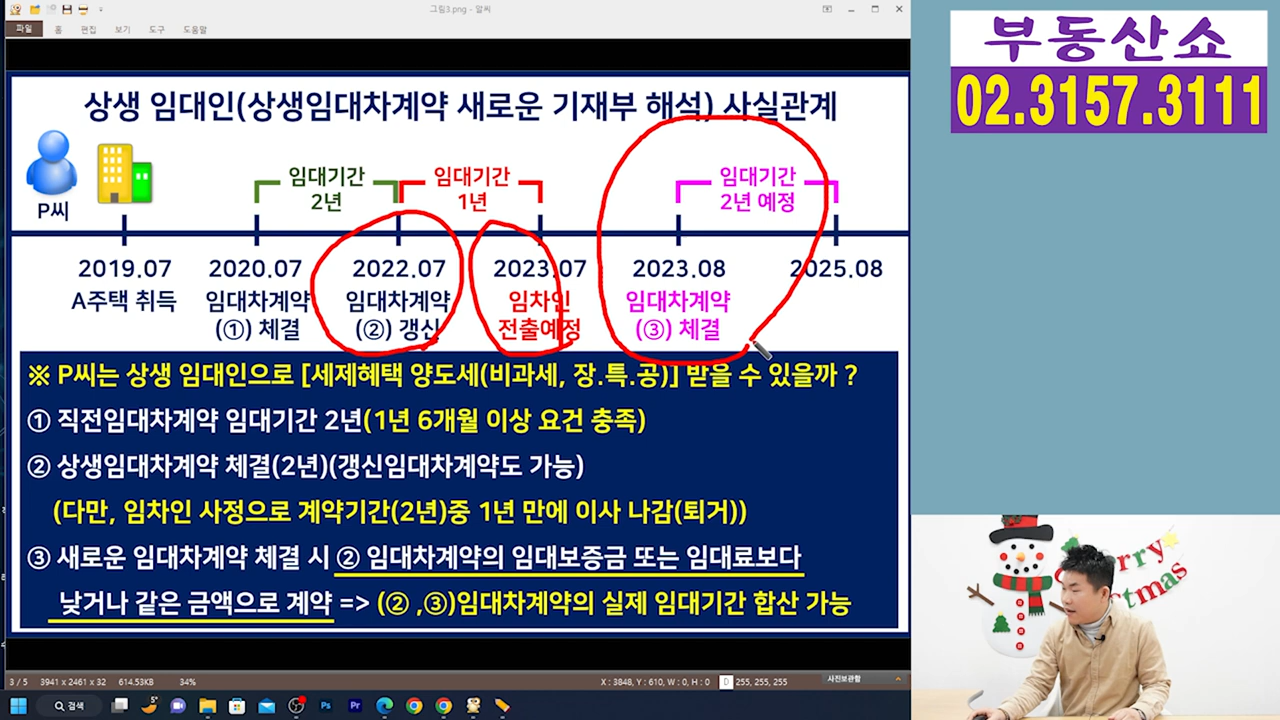 그림3.png - 알씨
파일 홈 편집 보기 도구 도움말
부동산쇼
02.3157.3111
상생 임대인(상생임대차계약 새로운 기재부 해석) 사실관계
P씨
임대기간
2년
임대기간
1년
임대기간
2년 예정
2019.07 2020.07 2022.07 2023.07 2023.08 2025.08
A주택 취득 임대차계약 임대차계약 임차인 임대차계약
(①) 체결 (②) 갱신 전출예정 (③) 체결
※ P씨는 상생 임대인으로 [세제혜택 양도세(비과세, 장.특.공)] 받을 수 있을까 ?
① 직전임대차계약 임대기간 2년(1년 6개월 이상 요건 충족)
② 상생임대차계약 체결(2년)(갱신임대차계약도 가능)
(다만, 임차인 사정으로 계약기간(2년)중 1년 만에 이사 나감(퇴거))
③ 새로운 임대차계약 체결 시 ② 임대차계약의 임대보증금 또는 임대료보다
낮거나 같은 금액으로 계약 => (② ,③)임대차계약의 실제 임대기간 합산 가능
3 / 5 3941 x 2461 x 32 614.53KB 34% X : 3848, Y : 610, W : 0, H : 0 D 255, 255, 255 사진보관함
검색